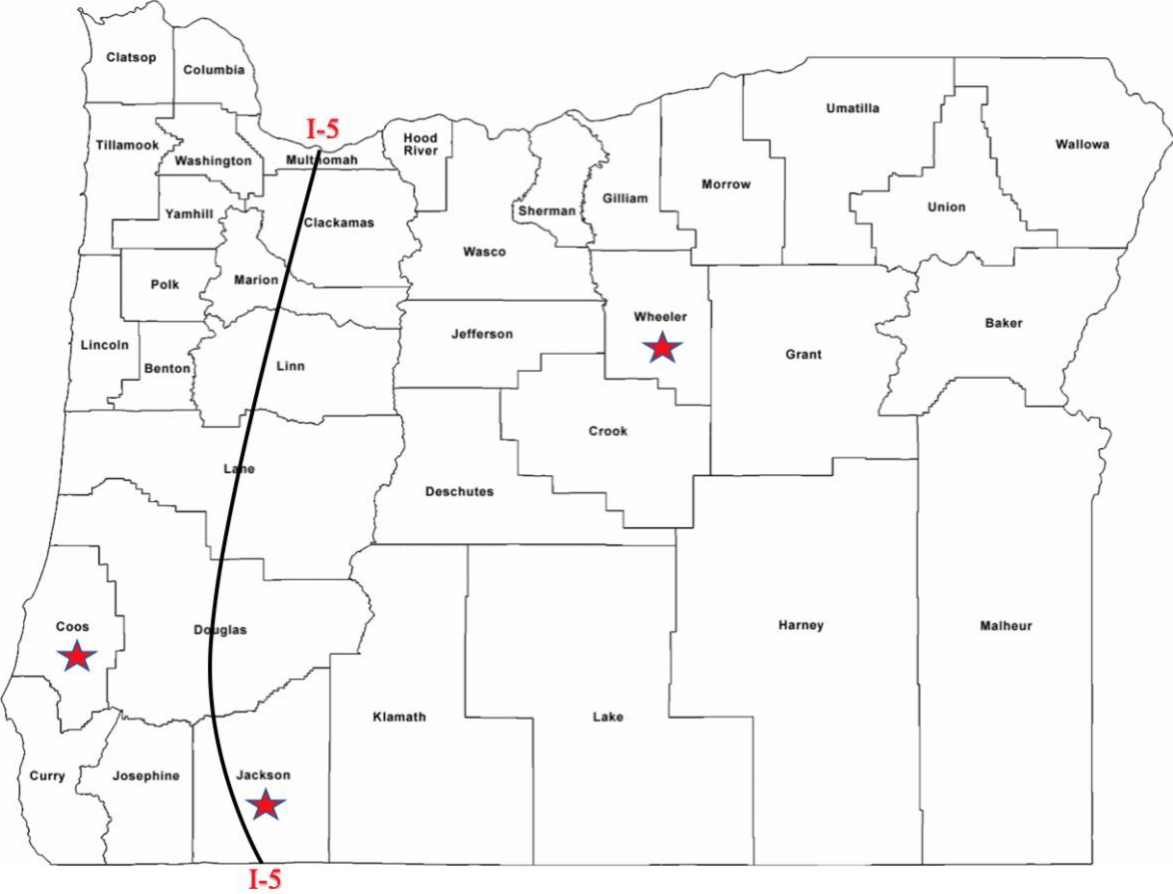 Clatsop
Columbia
I-5
Hood
River
Umatilla
Wallowa
Tillamook
Washington
Multnomah
Morrow
Gilliam
Union
Yamhill
Sherman
Clackamas
Wasco
Marion
Polk
Wheeler
Baker
Jefferson
Lincoln
Grant
Benton
Linn
Crook
Lane
Deschutes
Coos
Douglas
Harney
Malheur
Klamath
Lake
Curry
Josephine
Jackson
I-5